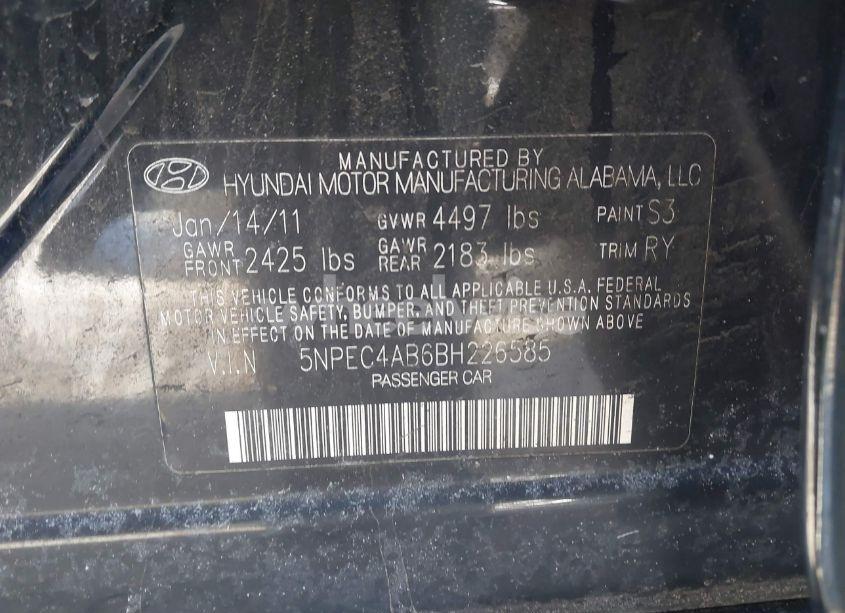 MANUFACTURED BY
HYUNDAI MOTOR MANUFACTURING ALABAMA, LLC
Jan/14/11 GVWR 4497 lbs PAINT S3
GAWR FRONT 2425 lbs GAWR REAR 2183 lbs TRIM RY
THIS VEHICLE CONFORMS TO ALL APPLICABLE U.S.A. FEDERAL
MOTOR VEHICLE SAFETY, BUMPER, AND THEFT PREVENTION STANDARDS
IN EFFECT ON THE DATE OF MANUFACTURE SHOWN ABOVE
V.I.N 5NPEC4AB6BH226585
PASSENGER CAR